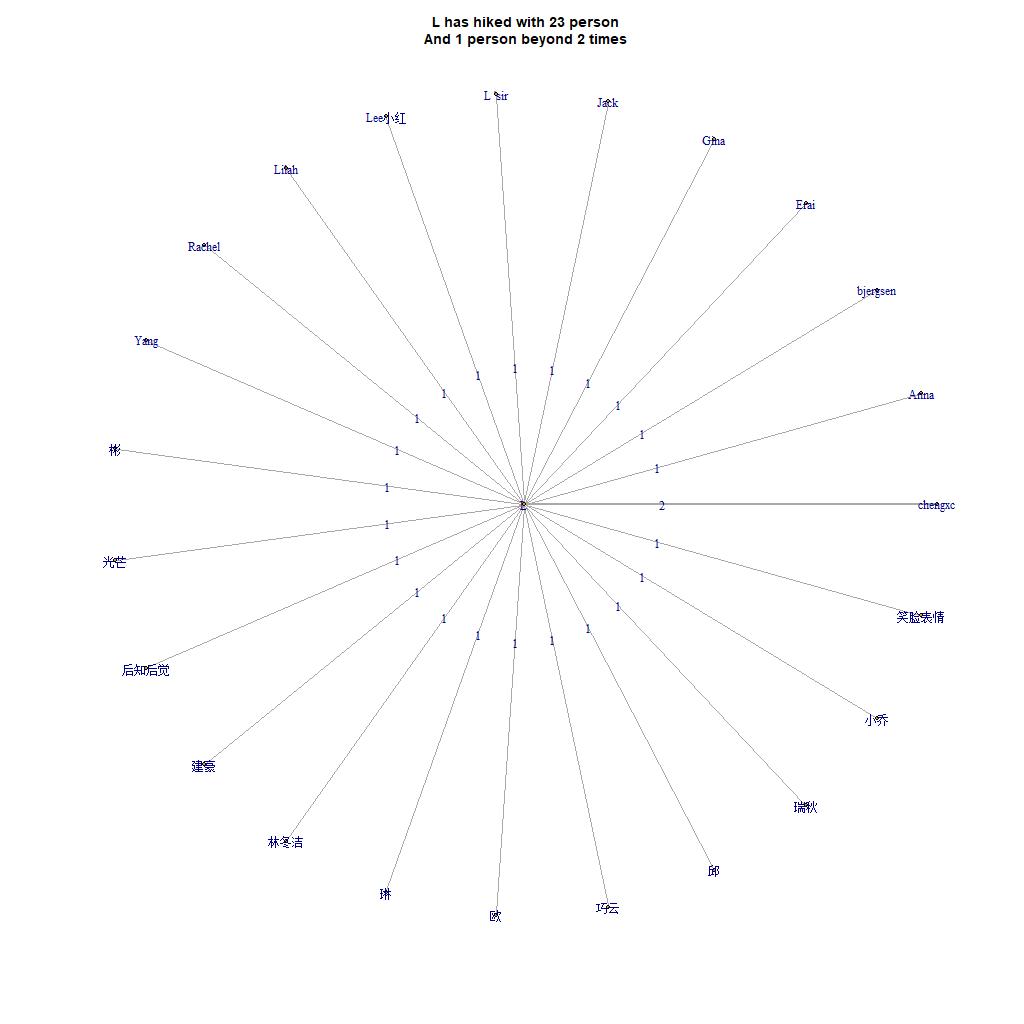 L has hiked with 23 person
And 1 person beyond 2 times
L sir
Jack
Lee小红
Gina
Lilah
Erai
Rachel
bjergsen
Yang
Anna
1
1
1
1
1
1
1
1
1
1
1
彬
1
L
2
chengxc
1
1
光芒
1
1
1
1
1
1
1
1
1
笑脸表情
后知后觉
小乔
建豪
瑞秋
林冬洁
邱
琳
巧云
欧